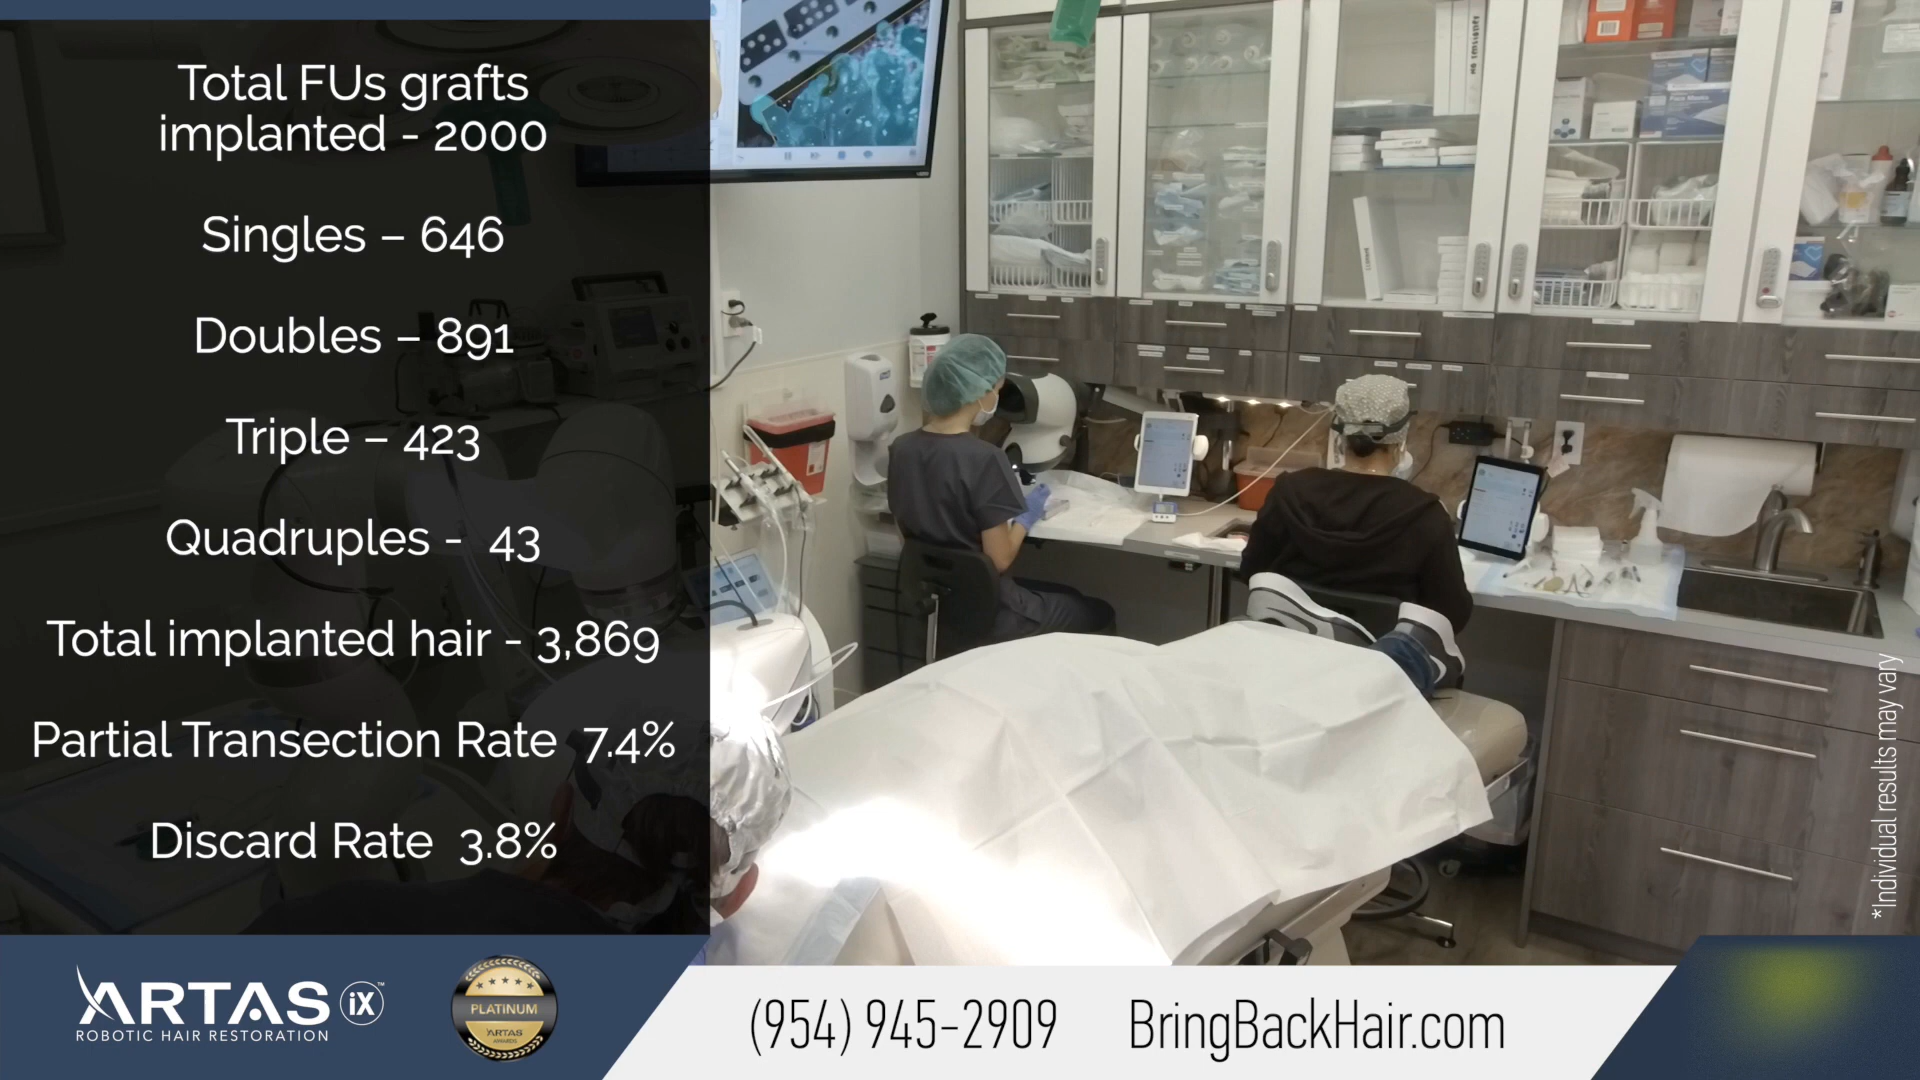 Total FUs grafts
implanted - 2000
Singles – 646
Doubles – 891
Triple – 423
Quadruples - 43
Total implanted hair - 3,869
Partial Transection Rate 7.4%
Discard Rate 3.8%
*Individual results may vary
ARTAS iX™
ROBOTIC HAIR RESTORATION
PLATINUM
ARTAS
AWARDS
(954) 945-2909
BringBackHair.com